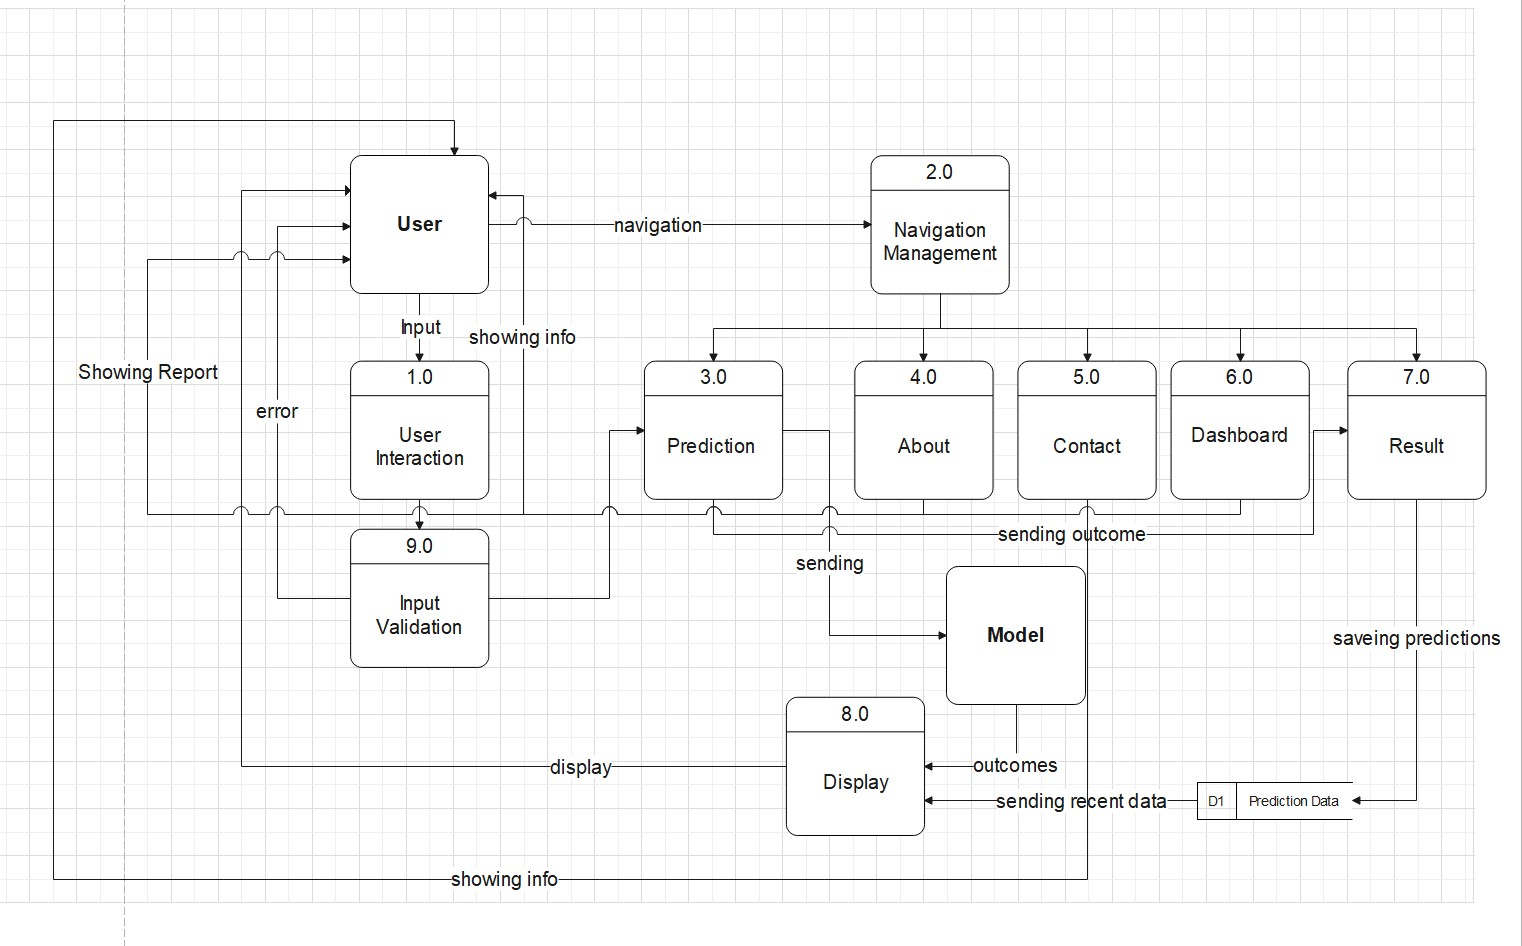 2.0
User
navigation
Navigation
Management
Input
showing info
Showing Report
1.0
3.0
4.0
5.0
6.0
7.0
error
User
Interaction
Prediction
About
Contact
Dashboard
Result
sending outcome
9.0
sending
Input
Validation
Model
saveing predictions
8.0
display
Display
outcomes
sending recent data
D1
Prediction Data
showing info